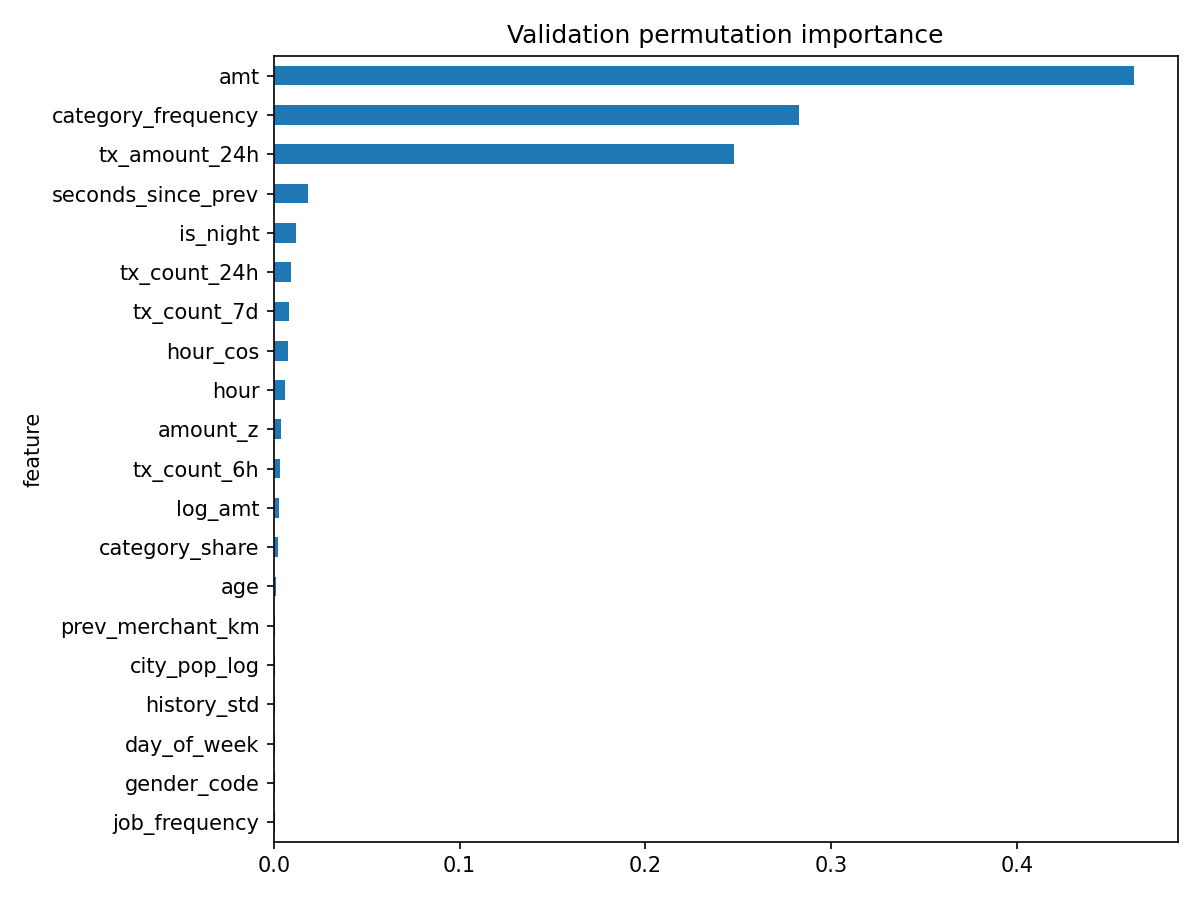 Validation permutation importance
amt
category_frequency
tx_amount_24h
seconds_since_prev
is_night
tx_count_24h
tx_count_7d
hour_cos
hour
amount_z
tx_count_6h
log_amt
category_share
age
prev_merchant_km
city_pop_log
history_std
day_of_week
gender_code
job_frequency
feature
0.0 0.1 0.2 0.3 0.4